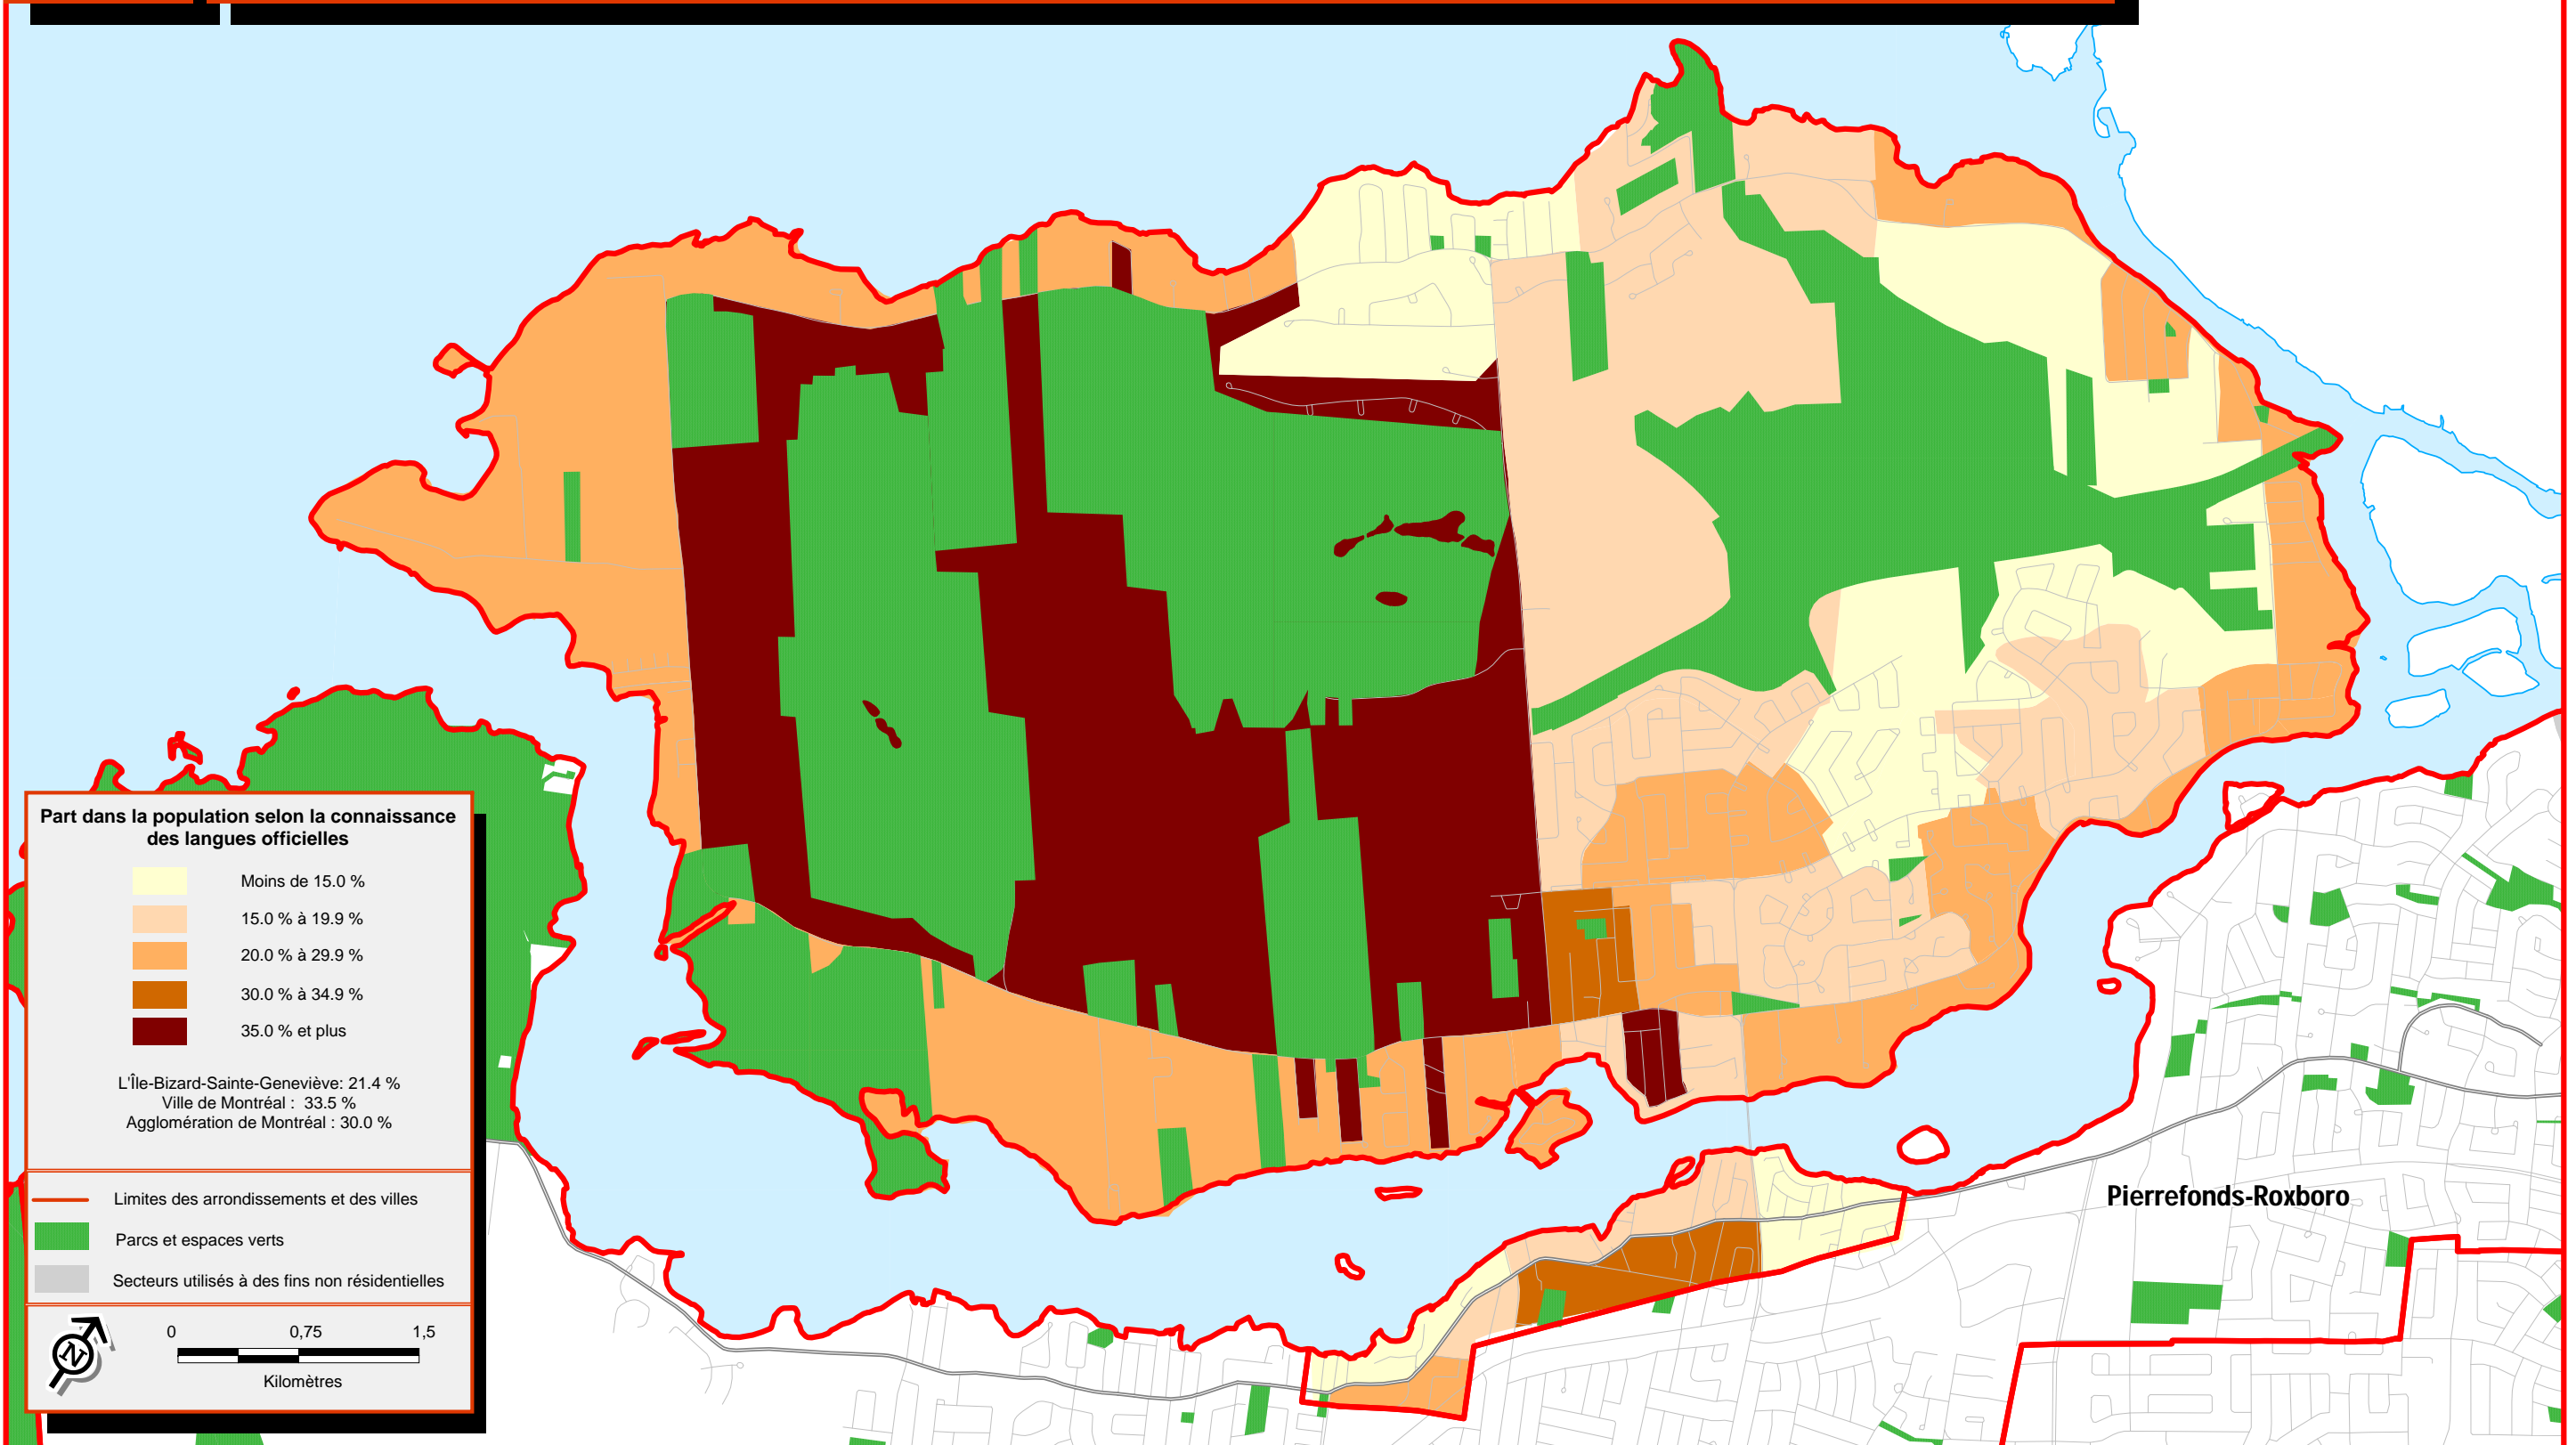 Part dans la population selon la connaissance
des langues officielles
Moins de 15.0 %
15.0 % à 19.9 %
20.0 % à 29.9 %
30.0 % à 34.9 %
35.0 % et plus
L'Île-Bizard-Sainte-Geneviève: 21.4 %
Ville de Montréal : 33.5 %
Agglomération de Montréal : 30.0 %
Limites des arrondissements et des villes
Parcs et espaces verts
Secteurs utilisés à des fins non résidentielles
N
0 0,75 1,5
Kilomètres
Pierrefonds-Roxboro